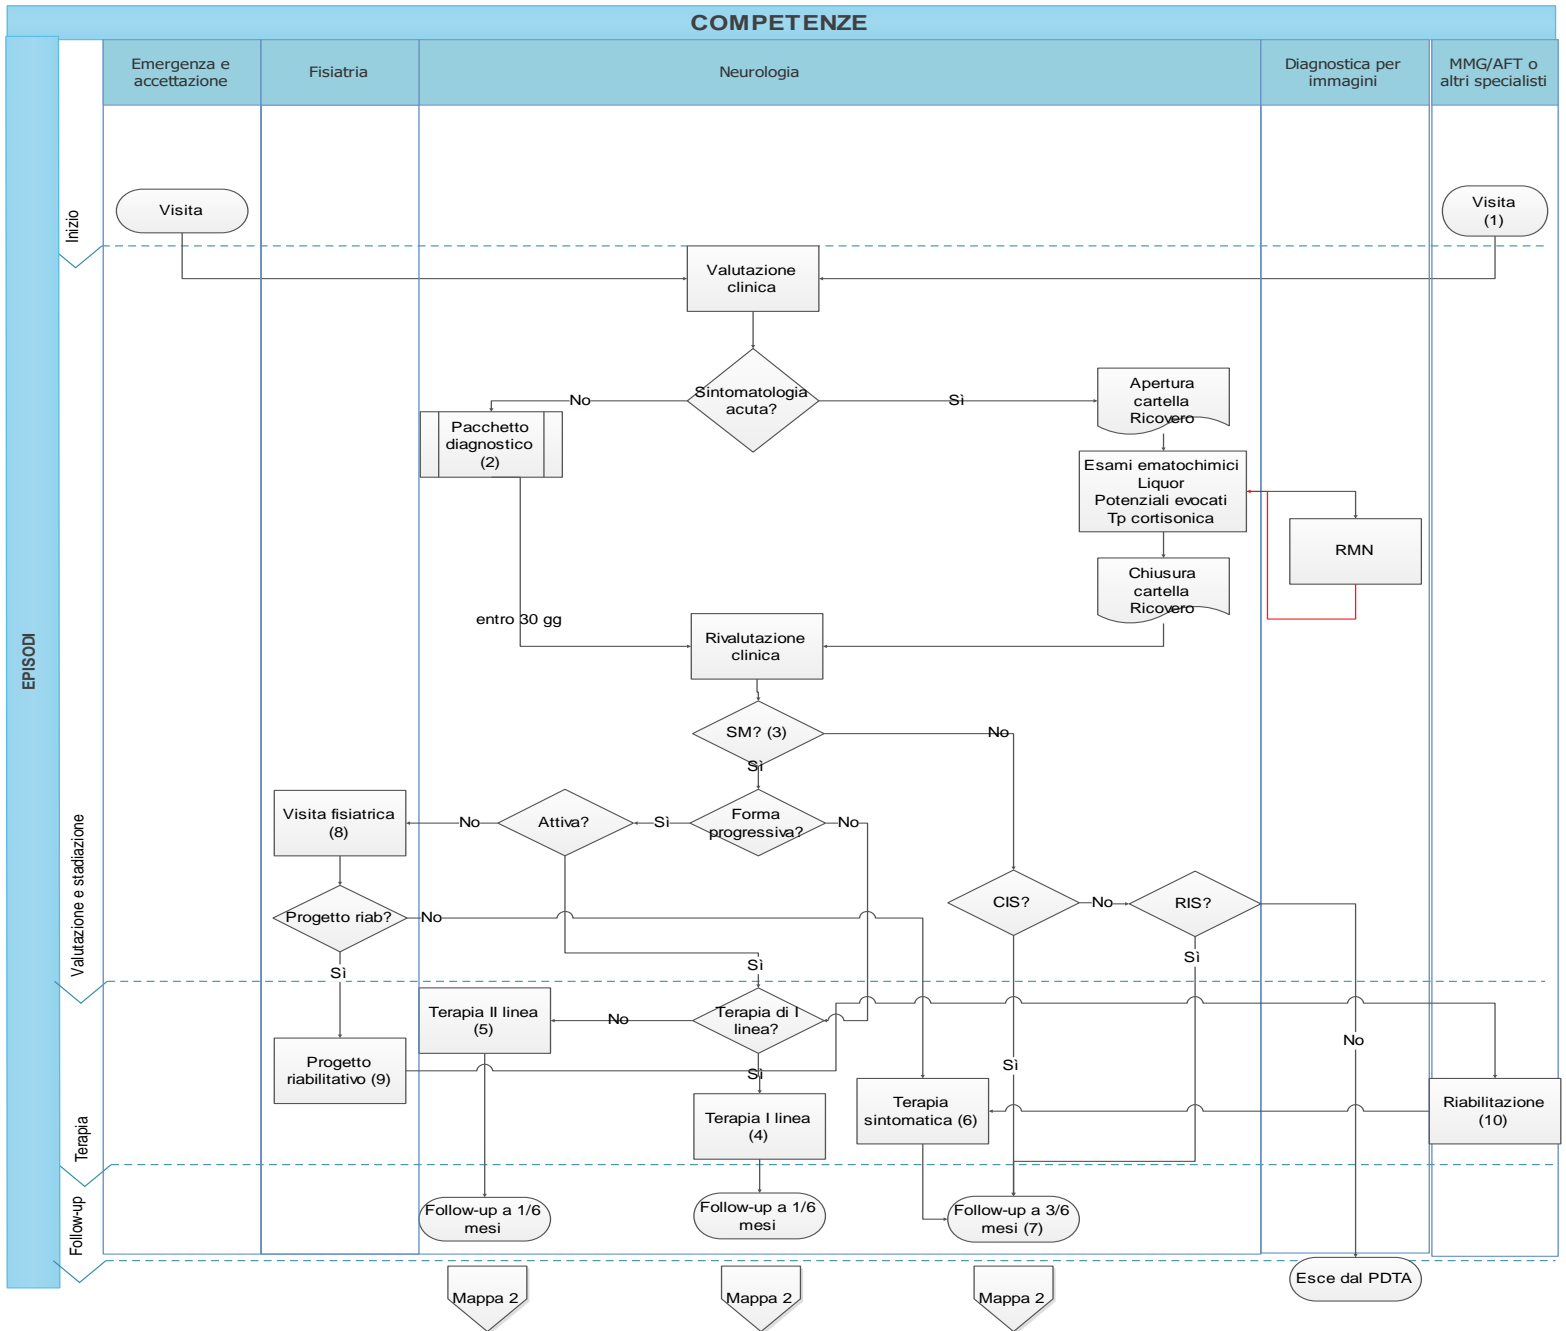 COMPETENZE
EPISODI
Emergenza e
accettazione
Fisiatria
Neurologia
Diagnostica per
immagini
MMG/AFT o
altri specialisti
Inizio
Visita
Visita
(1)
Valutazione
clinica
Sintomatologia
acuta?
No
Sì
Pacchetto
diagnostico
(2)
Apertura
cartella
Ricovero
Esami ematochimici
Liquor
Potenziali evocati
Tp cortisonica
RMN
Chiusura
cartella
Ricovero
entro 30 gg
Rivalutazione
clinica
Valutazione e stadiazione
SM? (3)
No
Sì
Visita fisiatrica
(8)
No
Attiva?
Sì
Forma
progressiva?
No
Progetto riab?
No
CIS?
No
RIS?
Sì
Sì
Sì
Terapia
Terapia II linea
(5)
No
Terapia di I
linea?
No
Progetto
riabilitativo (9)
Sì
Sì
Terapia I linea
(4)
Terapia
sintomatica (6)
Riabilitazione
(10)
Follow-up
Follow-up a 1/6
mesi
Follow-up a 1/6
mesi
Follow-up a 3/6
mesi (7)
Esce dal PDTA
Mappa 2
Mappa 2
Mappa 2